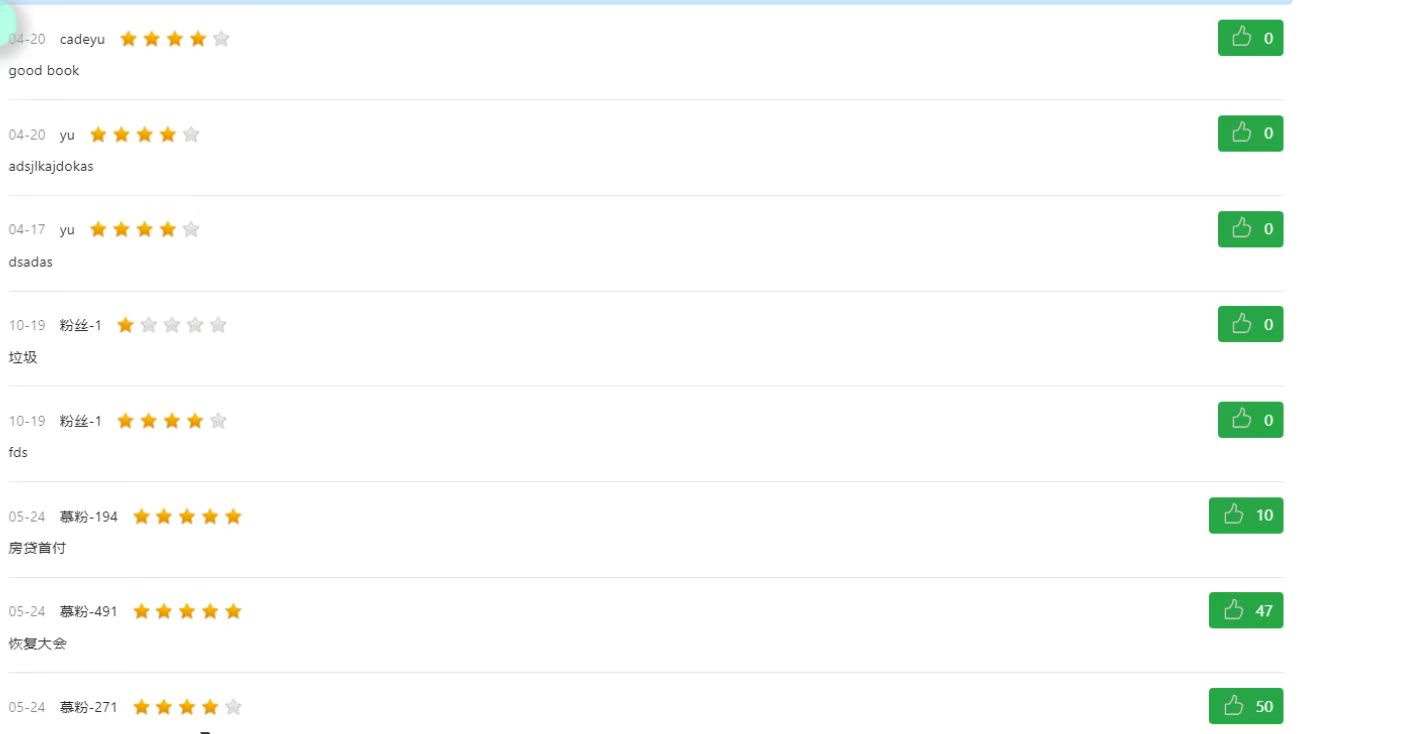 04-20 cadeyu 0
good book
04-20 yu 0
adsjlkajdokas
04-17 yu 0
dsadas
10-19 粉丝-1 0
垃圾
10-19 粉丝-1 0
fds
05-24 慕粉-194 10
房贷首付
05-24 慕粉-491 47
恢复大会
05-24 慕粉-271 50